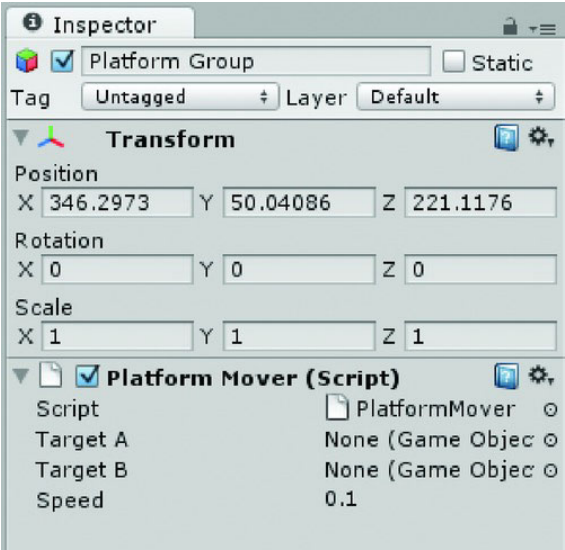 Inspector
Platform Group Static
Tag Untagged Layer Default
Transform
Position
X 346.2973 Y 50.04086 Z 221.1176
Rotation
X 0 Y 0 Z 0
Scale
X 1 Y 1 Z 1
Platform Mover (Script)
Script PlatformMover
Target A None (Game Objec
Target B None (Game Objec
Speed 0.1